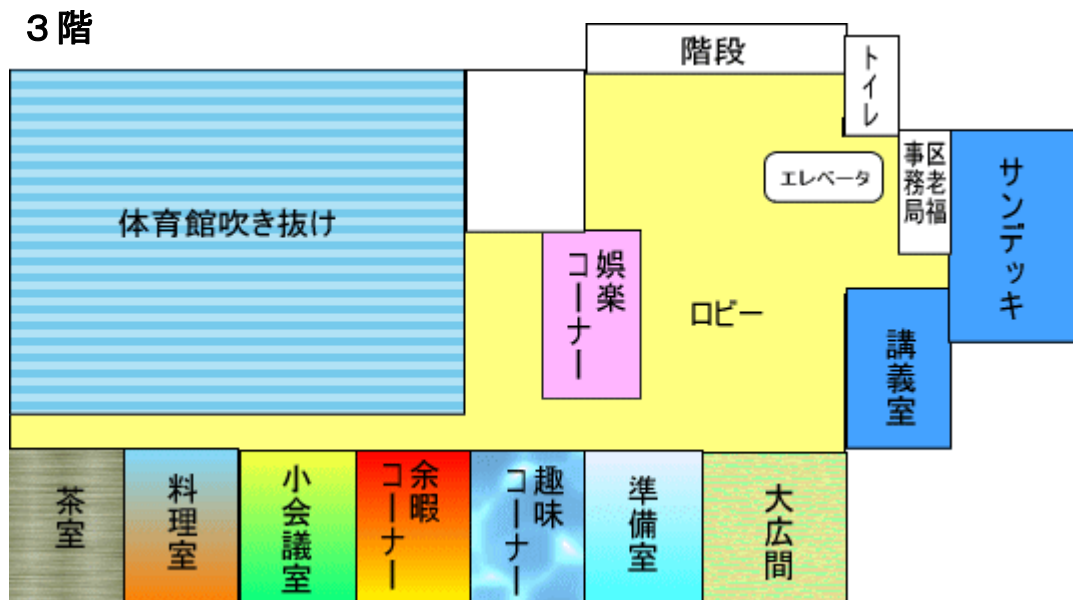 ３階
階段
トイレ
エレベータ
区老福
事務局
サンデッキ
体育館吹き抜け
娯楽
コーナー
ロビー
講義室
茶室
料理室
小会議室
余暇
コーナー
趣味
コーナー
準備室
大広間